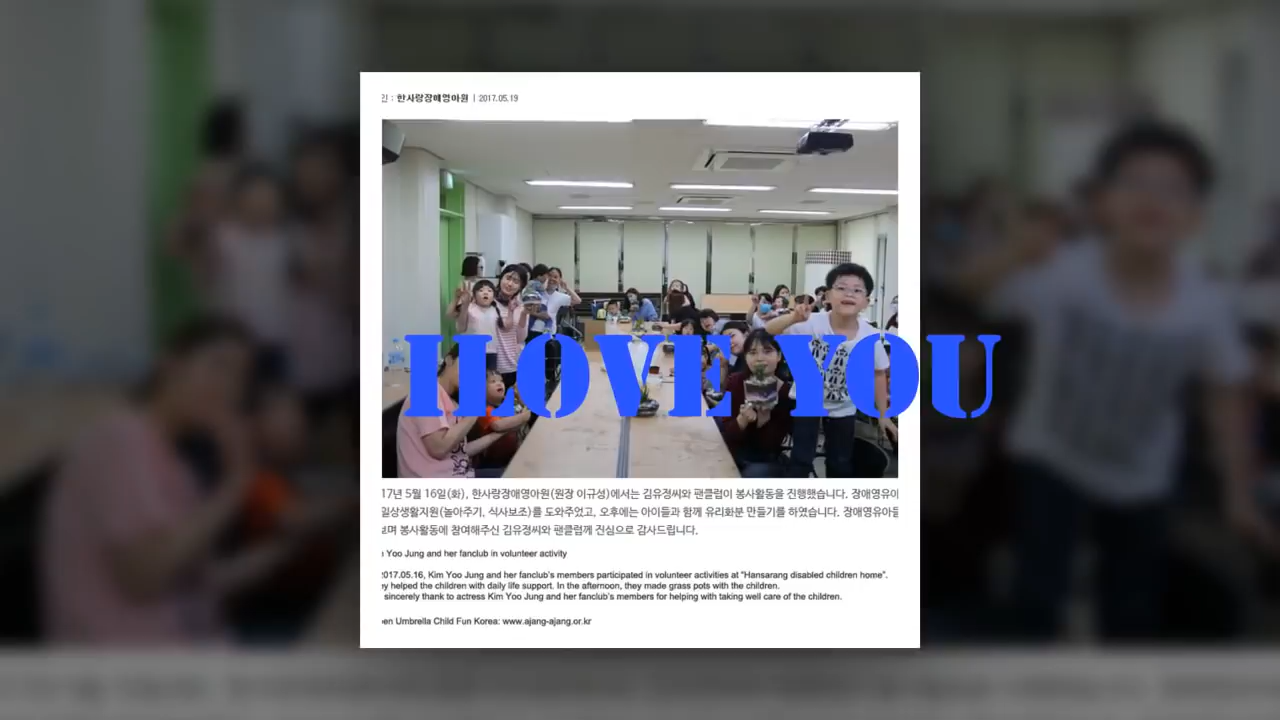 인 : 한사랑장애영아원 | 2017.05.19
I LOVE YOU
17년 5월 16일(화), 한사랑장애영아원(원장 이규성)에서는 김유정씨와 팬클럽이 봉사활동을 진행했습니다. 장애영유아
일상생활지원(놀아주기, 식사보조)를 도와주었고, 오후에는 아이들과 함께 유리화분 만들기를 하였습니다. 장애영유아들
보며 봉사활동에 참여해주신 김유정씨와 팬클럽께 진심으로 감사드립니다.
Yoo Jung and her fanclub in volunteer activity
2017.05.16, Kim Yoo Jung and her fanclub's members participated in volunteer activities at "Hansarang disabled children home".
ey helped the children with daily life support. In the afternoon, they made grass pots with the children.
sincerely thank to actress Kim Yoo Jung and her fanclub's members for helping with taking well care of the children.
een Umbrella Child Fun Korea: www.ajang-ajang.or.kr